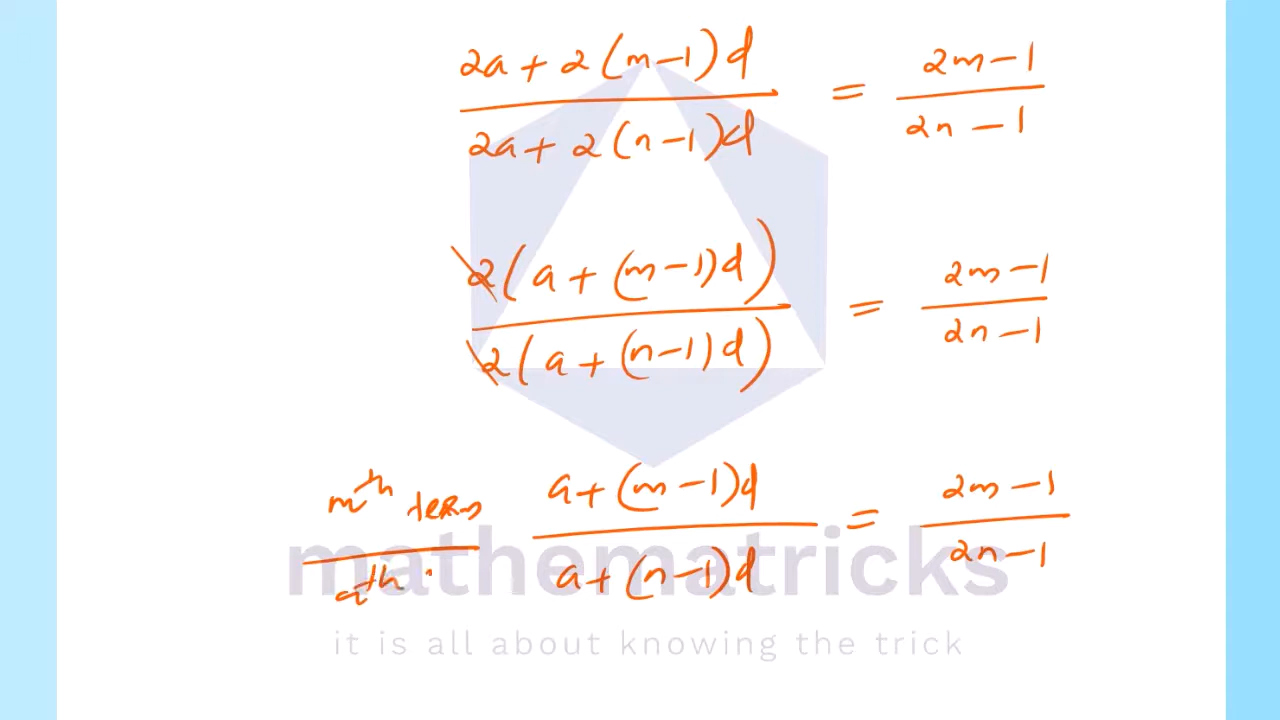 2a + 2(m-1)d = 2m-1
2a + 2(n-1)d 2n-1
2(a+(m-1)d) = 2m-1
2(a+(n-1)d) 2n-1
mth term a+(m-1)d = 2m-1
th a+(n-1)d 2n-1
mathematricks
it is all about knowing the trick